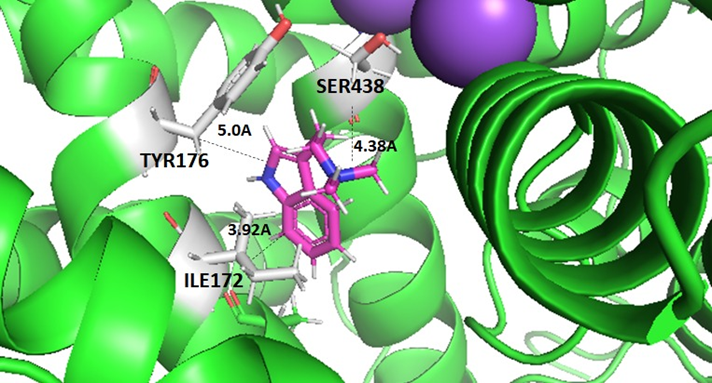 SER438
5.0A
4.38A
TYR176
3.92A
ILE172